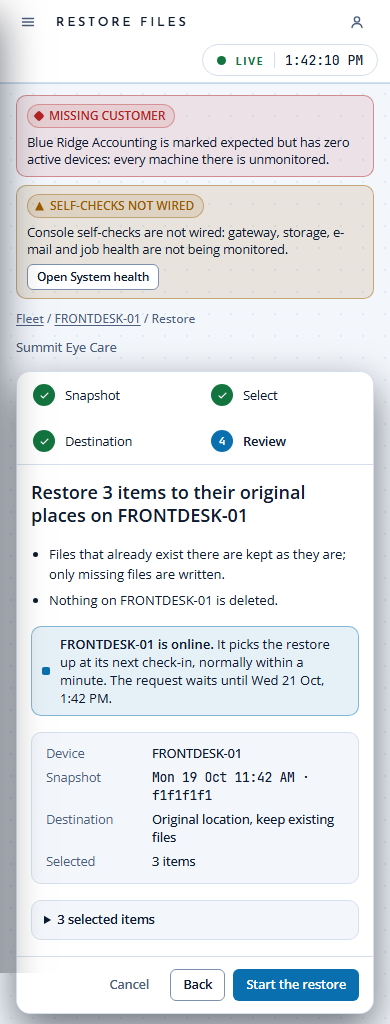 RESTORE FILES
LIVE 1:42:10 PM
MISSING CUSTOMER
Blue Ridge Accounting is marked expected but has zero
active devices: every machine there is unmonitored.
SELF-CHECKS NOT WIRED
Console self-checks are not wired: gateway, storage, e-
mail and job health are not being monitored.
Open System health
Fleet / FRONTDESK-01 / Restore
Summit Eye Care
Snapshot
Select
Destination
4 Review
Restore 3 items to their original
places on FRONTDESK-01
• Files that already exist there are kept as they are;
only missing files are written.
• Nothing on FRONTDESK-01 is deleted.
FRONTDESK-01 is online. It picks the restore
up at its next check-in, normally within a
minute. The request waits until Wed 21 Oct,
1:42 PM.
Device FRONTDESK-01
Snapshot Mon 19 Oct 11:42 AM ·
f1f1f1f1
Destination Original location, keep existing
files
Selected 3 items
3 selected items
Cancel Back Start the restore